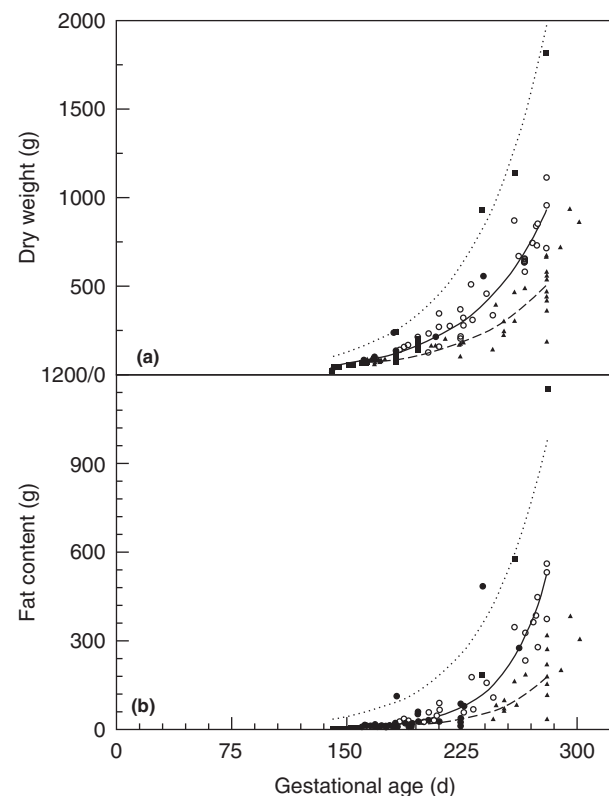 2000
1500
1000
500
Dry weight (g)
(a)
1200/0
900
600
300
0
Fat content (g)
(b)
0 75 150 225 300
Gestational age (d)